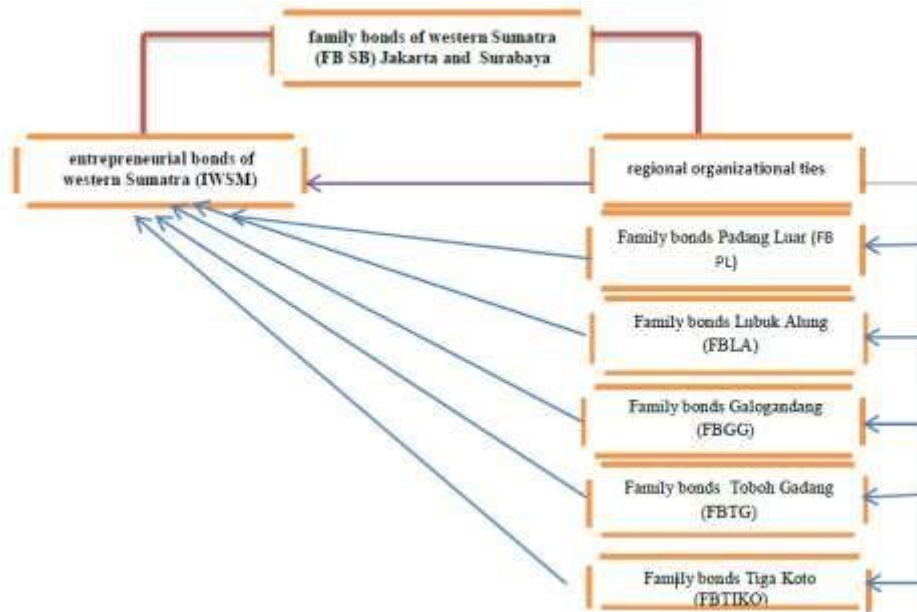 family bonds of western Sumatra
(FB SB) Jakarta and Surabaya
entrepreneurial bonds of
western Sumatra (IWSM)
regional organizational ties
Family bonds Padang Luar (FB
PL)
Family bonds Lubuk Alung
(FBLA)
Family bonds Galogandang
(FBGG)
Family bonds Toboh Gadang
(FBTG)
Family bonds Tiga Koto
(FBTIKO)